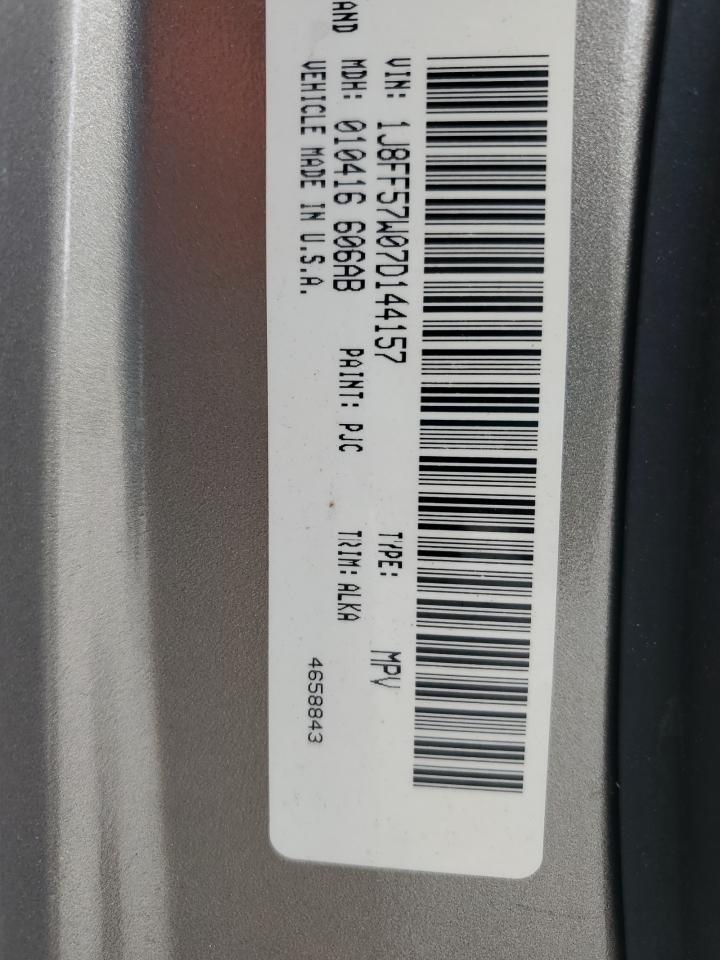 AND
VIN: 1J8FF57W07D144157 TYPE: MPV
MDH: 010416 606AB PAINT: PJC TRIM: ALKA
VEHICLE MADE IN U.S.A. 4658843